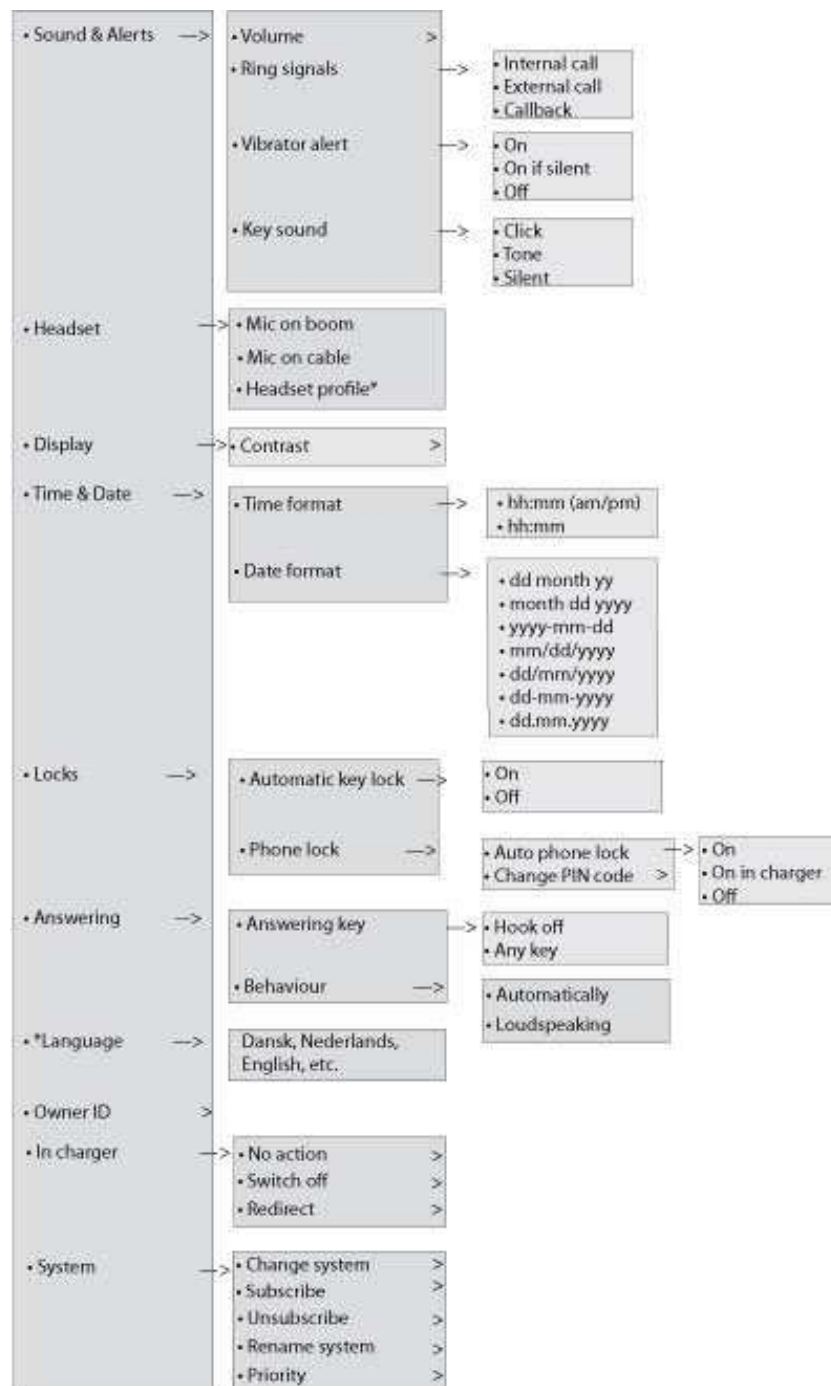 • Sound & Alerts —> • Volume >
• Ring signals —> • Internal call
• External call
• Callback
• Vibrator alert —> • On
• On if silent
• Off
• Key sound —> • Click
• Tone
• Silent
• Headset —> • Mic on boom
• Mic on cable
• Headset profile*
• Display —> • Contrast >
• Time & Date —> • Time format —> • hh:mm (am/pm)
• hh:mm
• Date format —> • dd month yy
• month dd yyyy
• yyyy-mm-dd
• mm/dd/yyyy
• dd/mm/yyyy
• dd-mm-yyyy
• dd.mm.yyyy
• Locks —> • Automatic key lock —> • On
• Off
• Phone lock —> • Auto phone lock —> • On
• Change PIN code > • On in charger
• Off
• Answering —> • Answering key —> • Hook off
• Any key
• Behaviour —> • Automatically
• Loudspeaking
• *Language —> Dansk, Nederlands,
English, etc.
• Owner ID >
• In charger —> • No action >
• Switch off >
• Redirect >
• System —> • Change system >
• Subscribe >
• Unsubscribe >
• Rename system >
• Priority >